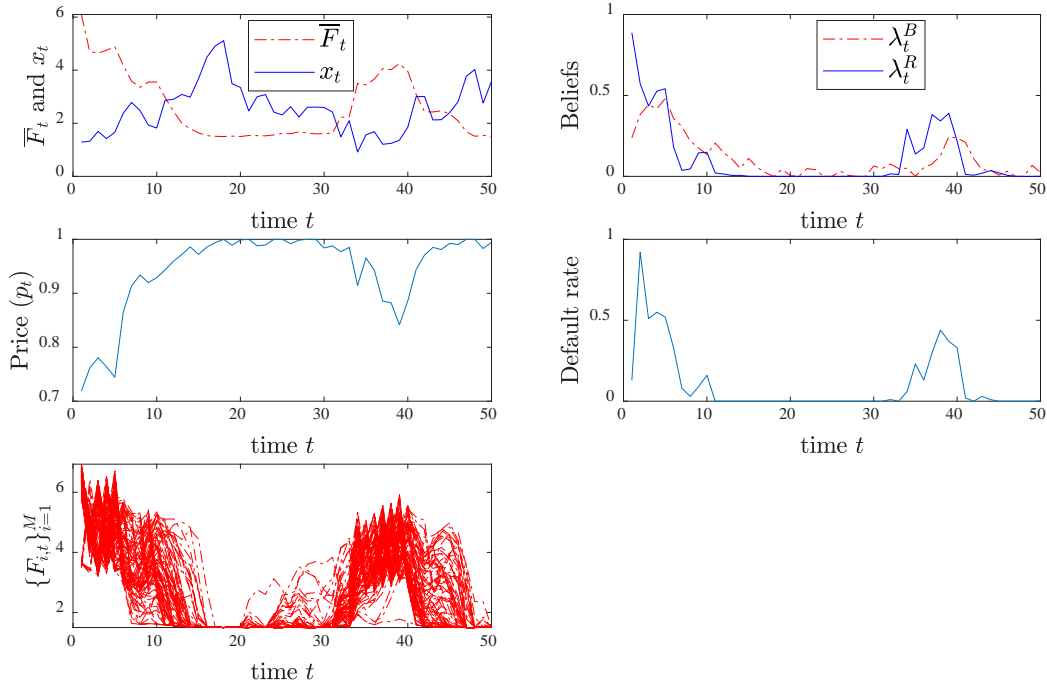 6
4
2
0
0 10 20 30 40 50
F̅_t and x_t
time t
F̅_t
x_t
1
0.5
0
0 10 20 30 40 50
Beliefs
time t
λ_t^B
λ_t^R
1
0.9
0.8
0.7
0 10 20 30 40 50
Price (p_t)
time t
1
0.5
0
0 10 20 30 40 50
Default rate
time t
6
4
2
0 10 20 30 40 50
{F_{i,t}}_{i=1}^M
time t